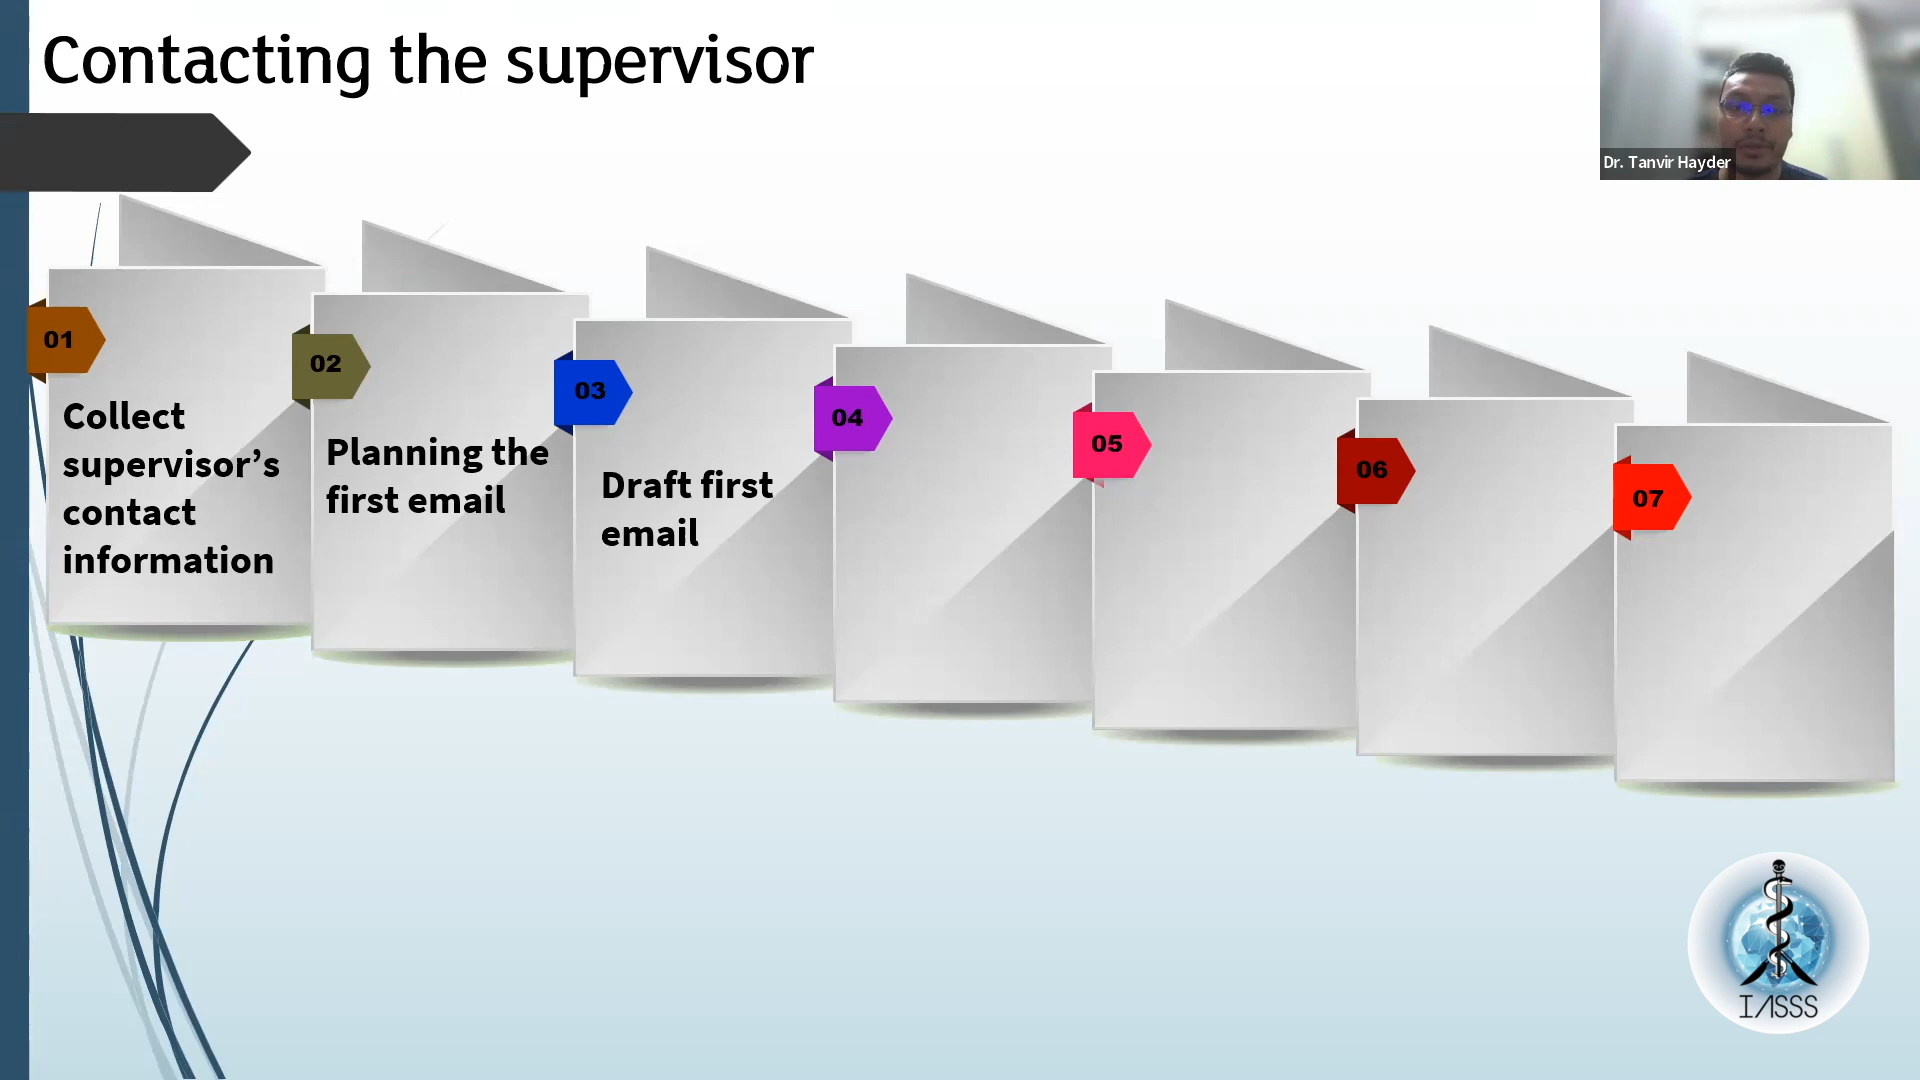 Contacting the supervisor
Dr. Tanvir Hayder
01
Collect
supervisor’s
contact
information
02
Planning the
first email
03
Draft first
email
04
05
06
07
IASSS